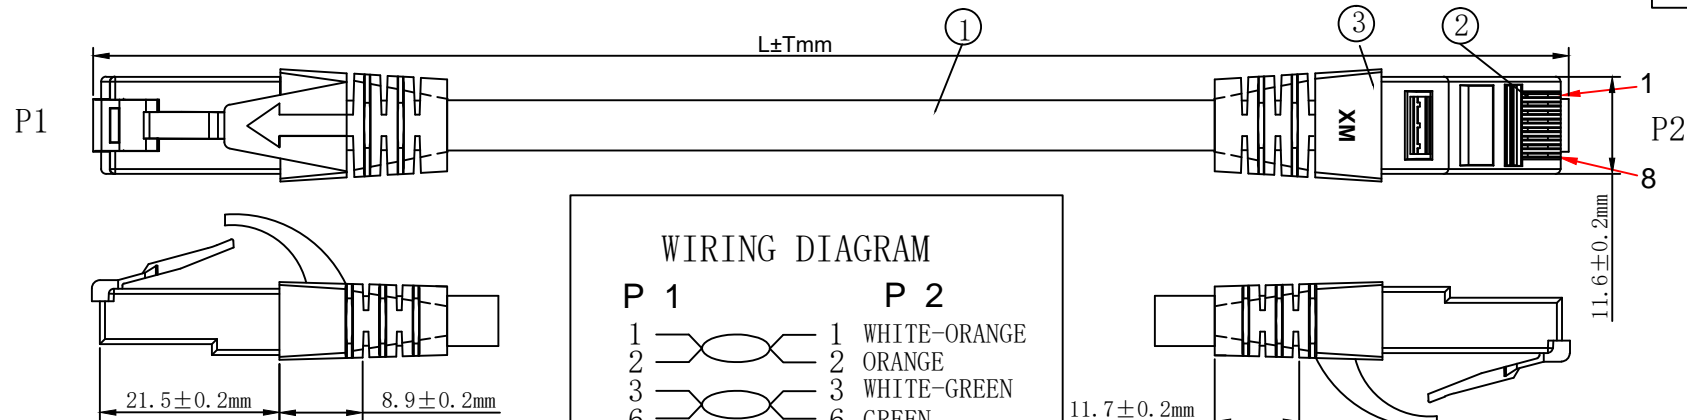 L±Tmm
1
3
2
P1
XM
1
P2
8
11.6±0.2mm
WIRING DIAGRAM
P 1 P 2
1 1 WHITE-ORANGE
2 2 ORANGE
3 3 WHITE-GREEN
6 6 GREEN
21.5±0.2mm
8.9±0.2mm
11.7±0.2mm